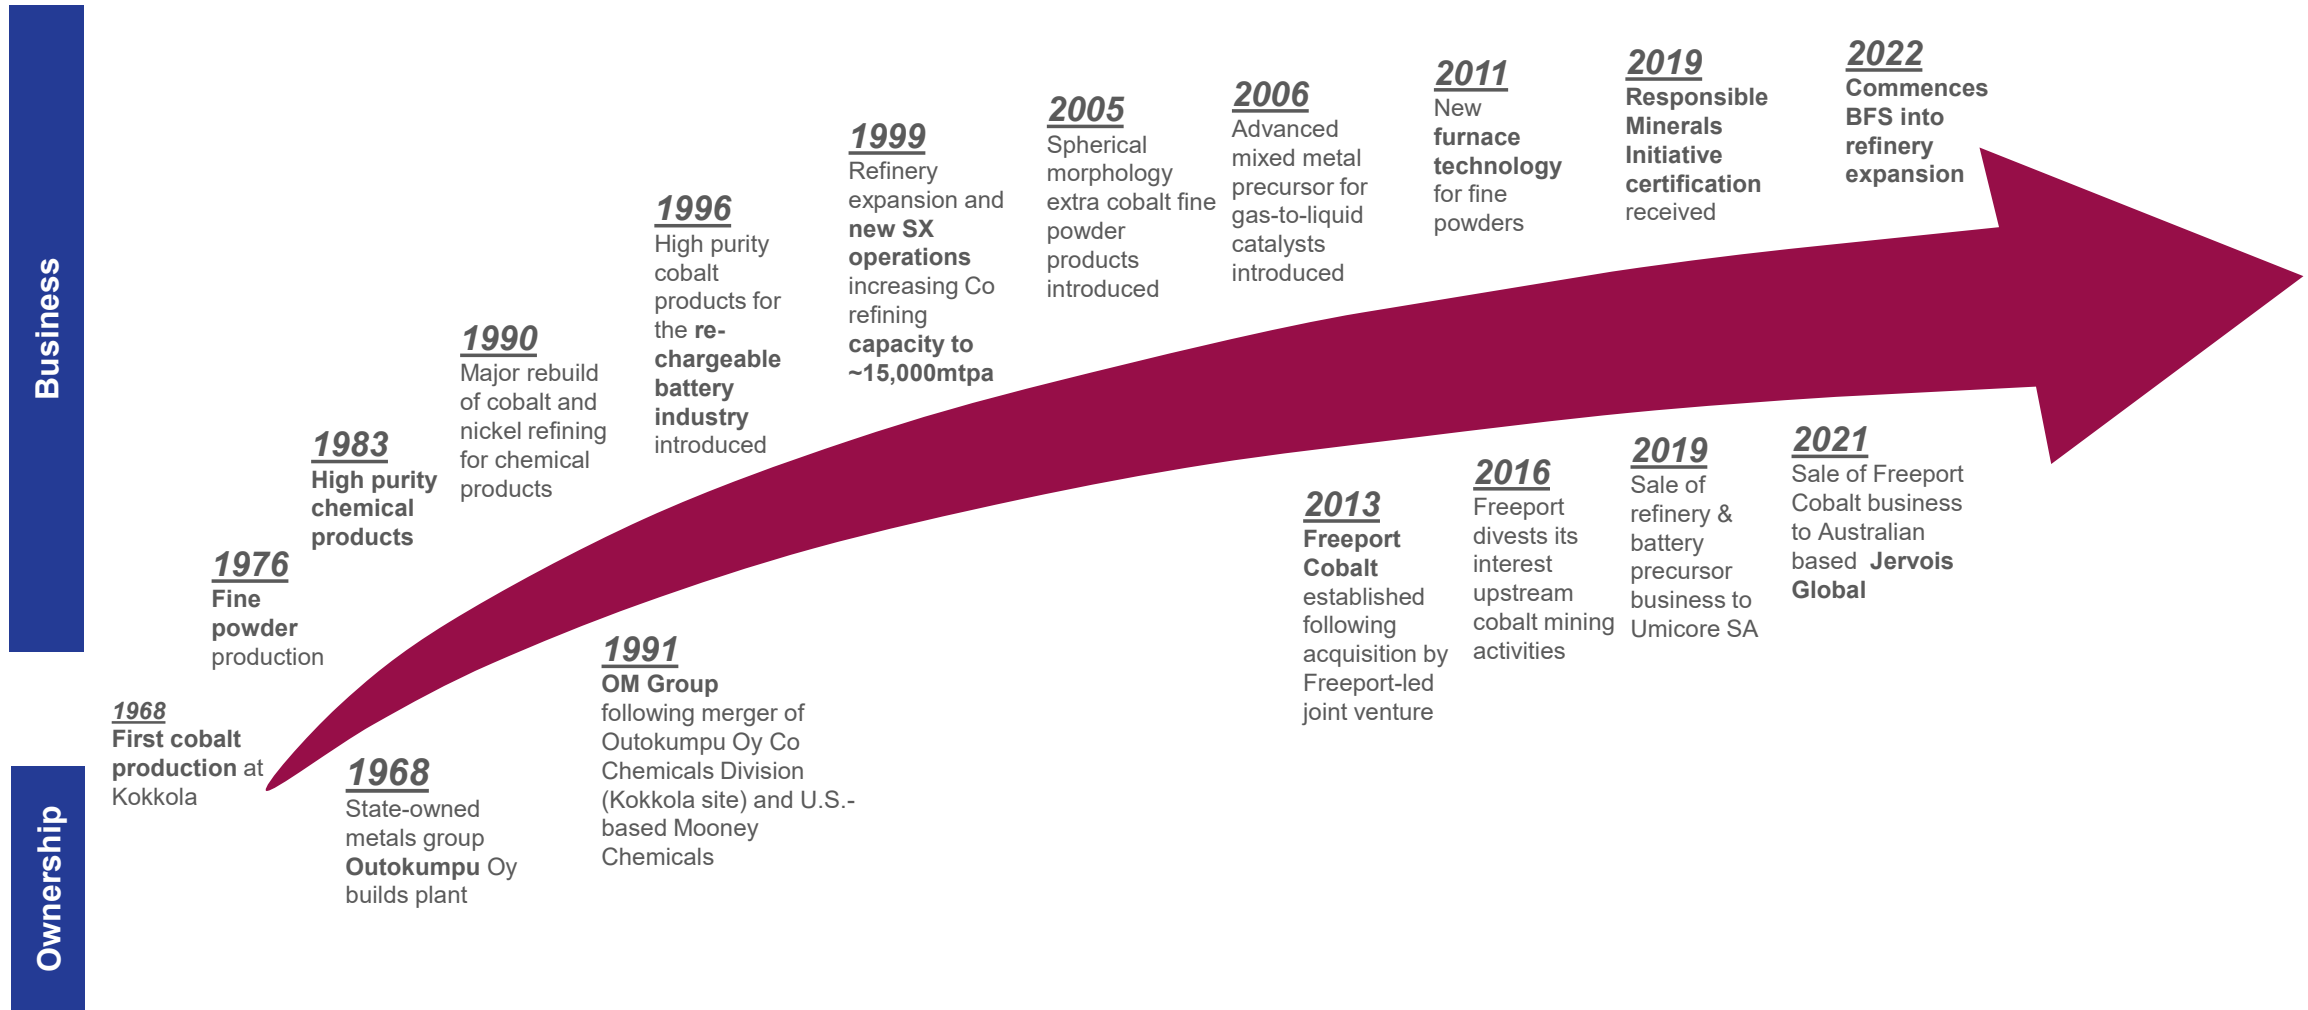 Business
1968
First cobalt
production at
Kokkola
1976
Fine
powder
production
1983
High purity
chemical
products
1990
Major rebuild
of cobalt and
nickel refining
for chemical
products
1996
High purity
cobalt
products for
the re-
chargeable
battery
industry
introduced
1999
Refinery
expansion and
new SX
operations
increasing Co
refining
capacity to
~15,000mtpa
2005
Spherical
morphology
extra cobalt fine
powder
products
introduced
2006
Advanced
mixed metal
precursor for
gas-to-liquid
catalysts
introduced
2011
New
furnace
technology
for fine
powders
2019
Responsible
Minerals
Initiative
certification
received
2022
Commences
BFS into
refinery
expansion
Ownership
1968
State-owned
metals group
Outokumpu Oy
builds plant
1991
OM Group
following merger of
Outokumpu Oy Co
Chemicals Division
(Kokkola site) and U.S.-
based Mooney
Chemicals
2013
Freeport
Cobalt
established
following
acquisition by
Freeport-led
joint venture
2016
Freeport
divests its
interest
upstream
cobalt mining
activities
2019
Sale of
refinery &
battery
precursor
business to
Umicore SA
2021
Sale of Freeport
Cobalt business
to Australian
based Jervois
Global